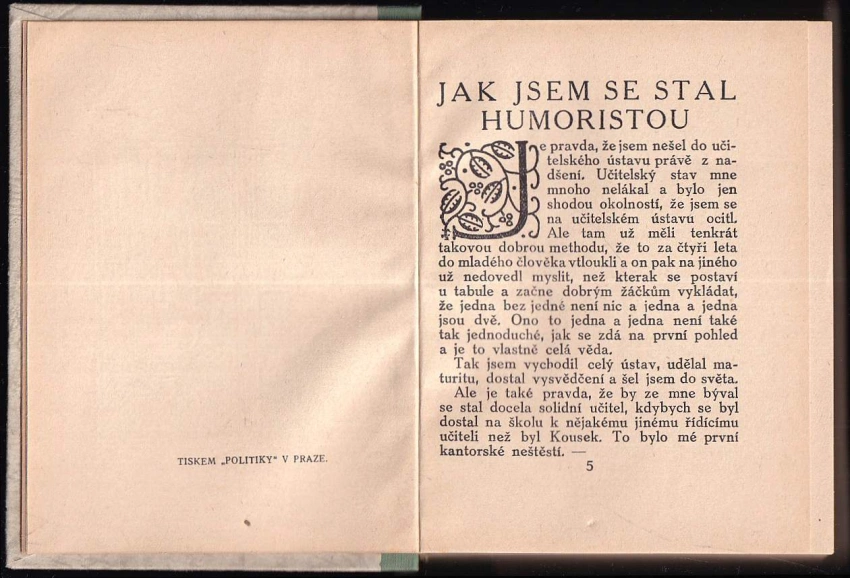 TISKEM „POLITIKY“ V PRAZE.
JAK JSEM SE STAL
HUMORISTOU
Je pravda, že jsem nešel do uči-
telského ústavu právě z na-
dšení. Učitelský stav mne
mnoho nelákal a bylo jen
shodou okolností, že jsem se
na učitelském ústavu ocitl.
Ale tam už měli tenkrát
takovou dobrou methodu, že to za čtyři leta
do mladého člověka vtloukli a on pak na jiného
už nedovedl myslit, než kterak se postaví
u tabule a začne dobrým žáčkům vykládat,
že jedna bez jedné není nic a jedna a jedna
jsou dvě. Ono to jedna a jedna není také
tak jednoduché, jak se zdá na první pohled
a je to vlastně celá věda.
Tak jsem vychodil celý ústav, udělal ma-
turitu, dostal vysvědčení a šel jsem do světa.
Ale je také pravda, že by ze mne býval
se stal docela solidní učitel, kdybych se byl
dostal na školu k nějakému jinému řídícímu
učiteli než byl Kousek. To bylo mé první
kantorské neštěstí. —
5